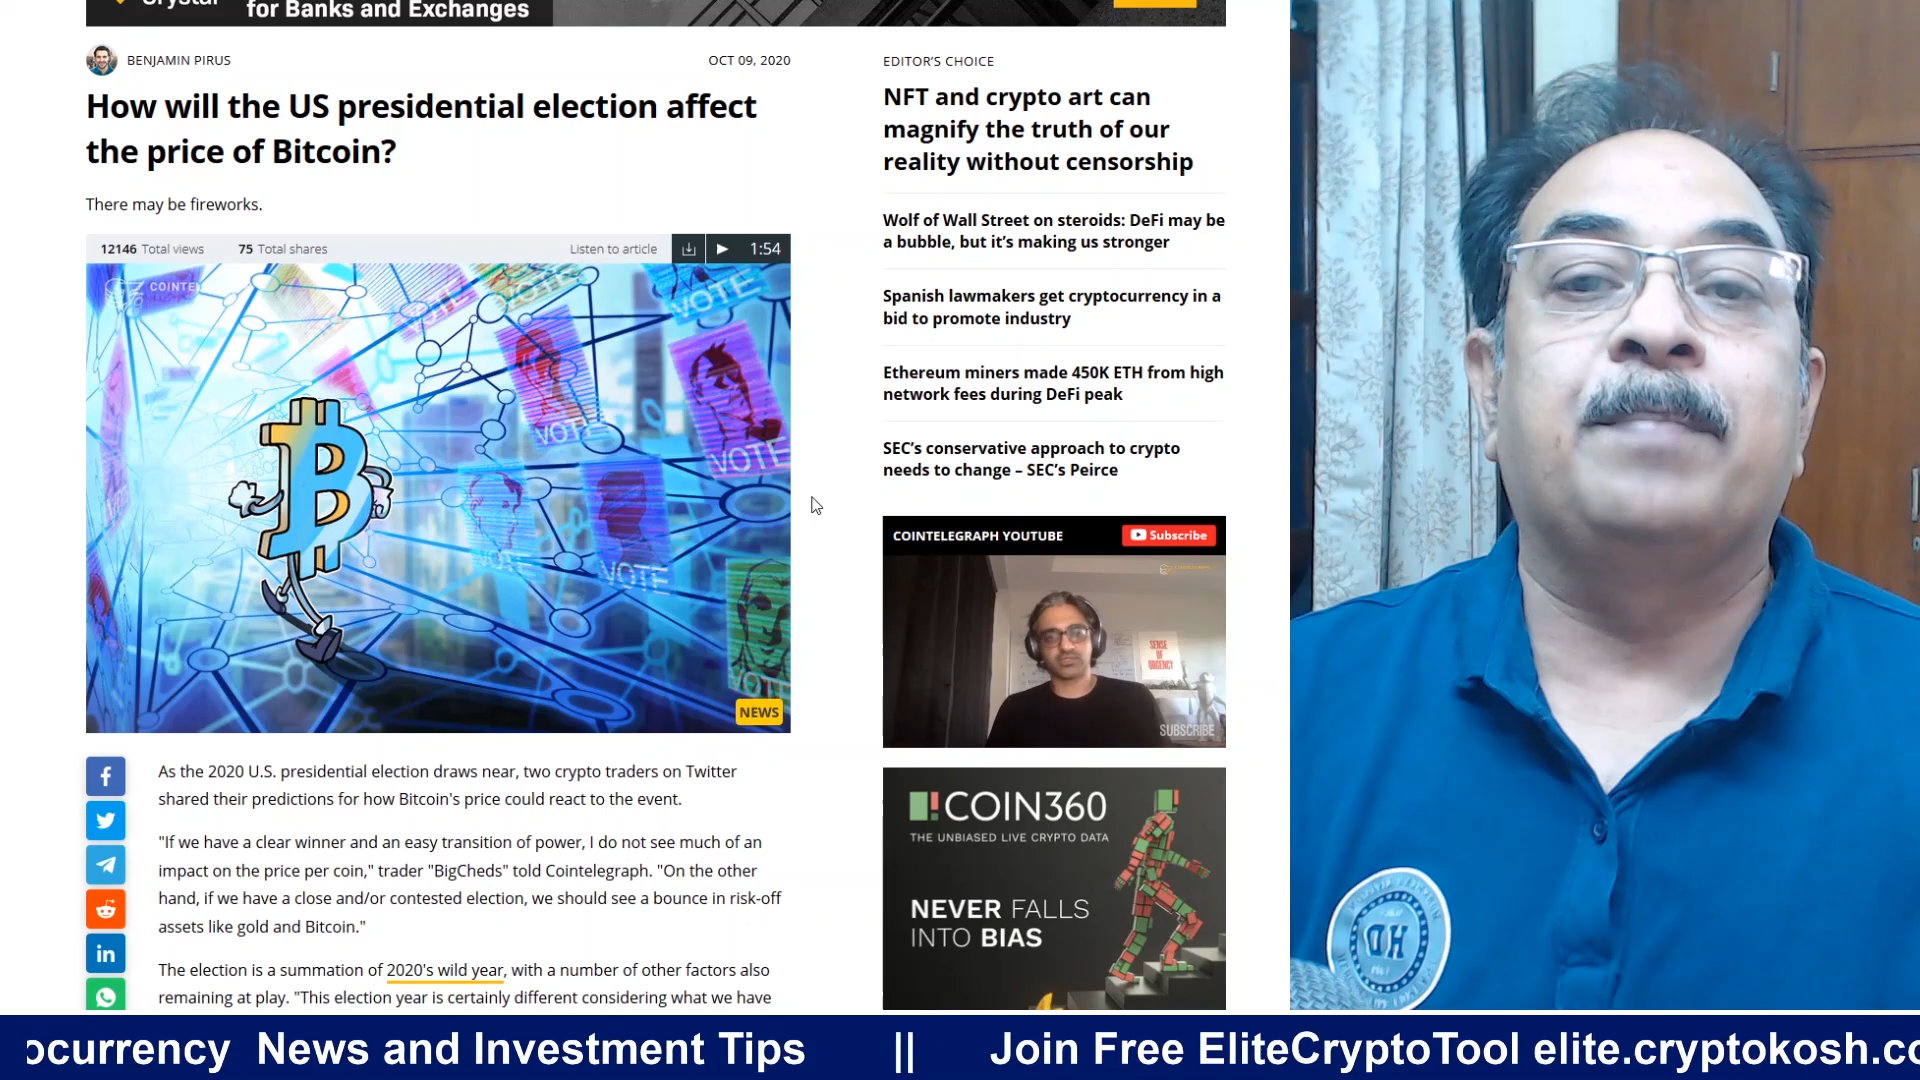 Crystal
for Banks and Exchanges
BENJAMIN PIRUS
OCT 09, 2020
How will the US presidential election affect
the price of Bitcoin?
There may be fireworks.
12146 Total views
75 Total shares
Listen to article
1:54
COINTEL
VOTE
VOTE
VOTE
VOTE
VOTE
NEWS
As the 2020 U.S. presidential election draws near, two crypto traders on Twitter
shared their predictions for how Bitcoin's price could react to the event.
"If we have a clear winner and an easy transition of power, I do not see much of an
impact on the price per coin," trader "BigCheds" told Cointelegraph. "On the other
hand, if we have a close and/or contested election, we should see a bounce in risk-off
assets like gold and Bitcoin."
The election is a summation of 2020's wild year, with a number of other factors also
remaining at play. "This election year is certainly different considering what we have
EDITOR'S CHOICE
NFT and crypto art can
magnify the truth of our
reality without censorship
Wolf of Wall Street on steroids: DeFi may be
a bubble, but it's making us stronger
Spanish lawmakers get cryptocurrency in a
bid to promote industry
Ethereum miners made 450K ETH from high
network fees during DeFi peak
SEC's conservative approach to crypto
needs to change – SEC's Peirce
COINTELEGRAPH YOUTUBE
Subscribe
SENSE
OF
URGENCY
SUBSCRIBE
COIN360
THE UNBIASED LIVE CRYPTO DATA
NEVER FALLS
INTO BIAS
HD
ocurrency News and Investment Tips || Join Free EliteCryptoTool elite.cryptokosh.co